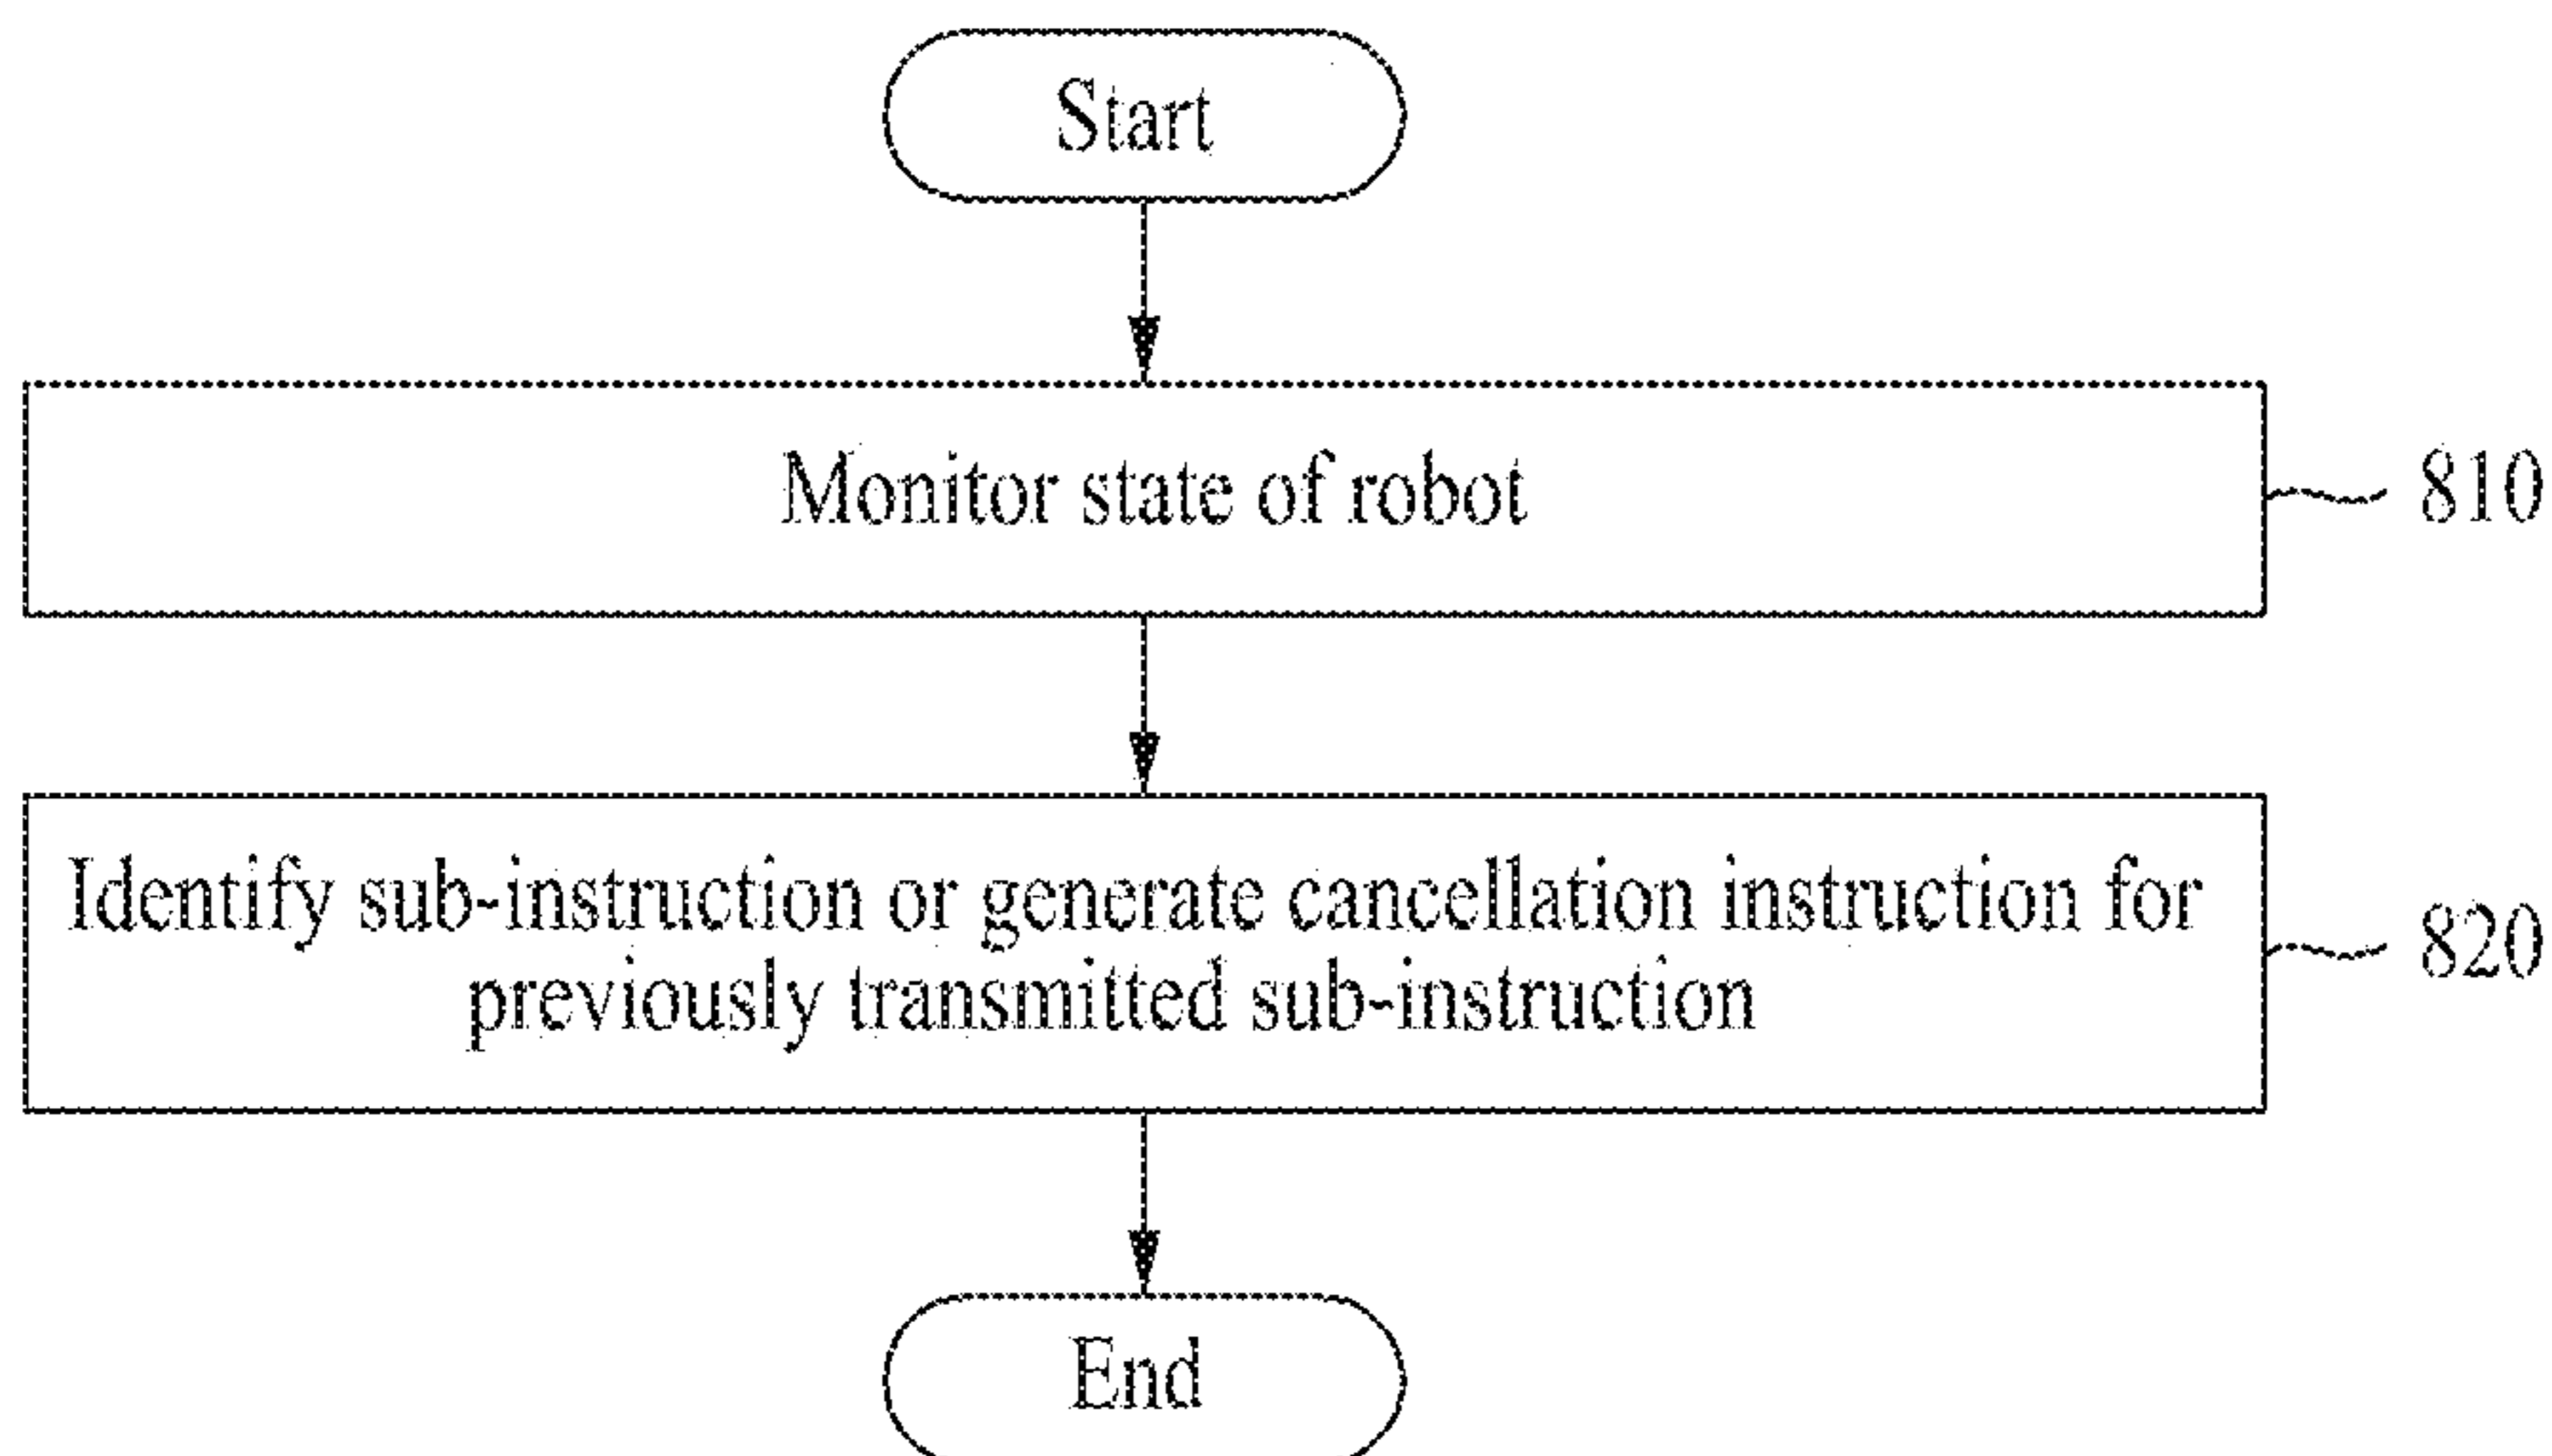 Start
Monitor state of robot
810
Identify sub-instruction or generate cancellation instruction for
previously transmitted sub-instruction
820
End